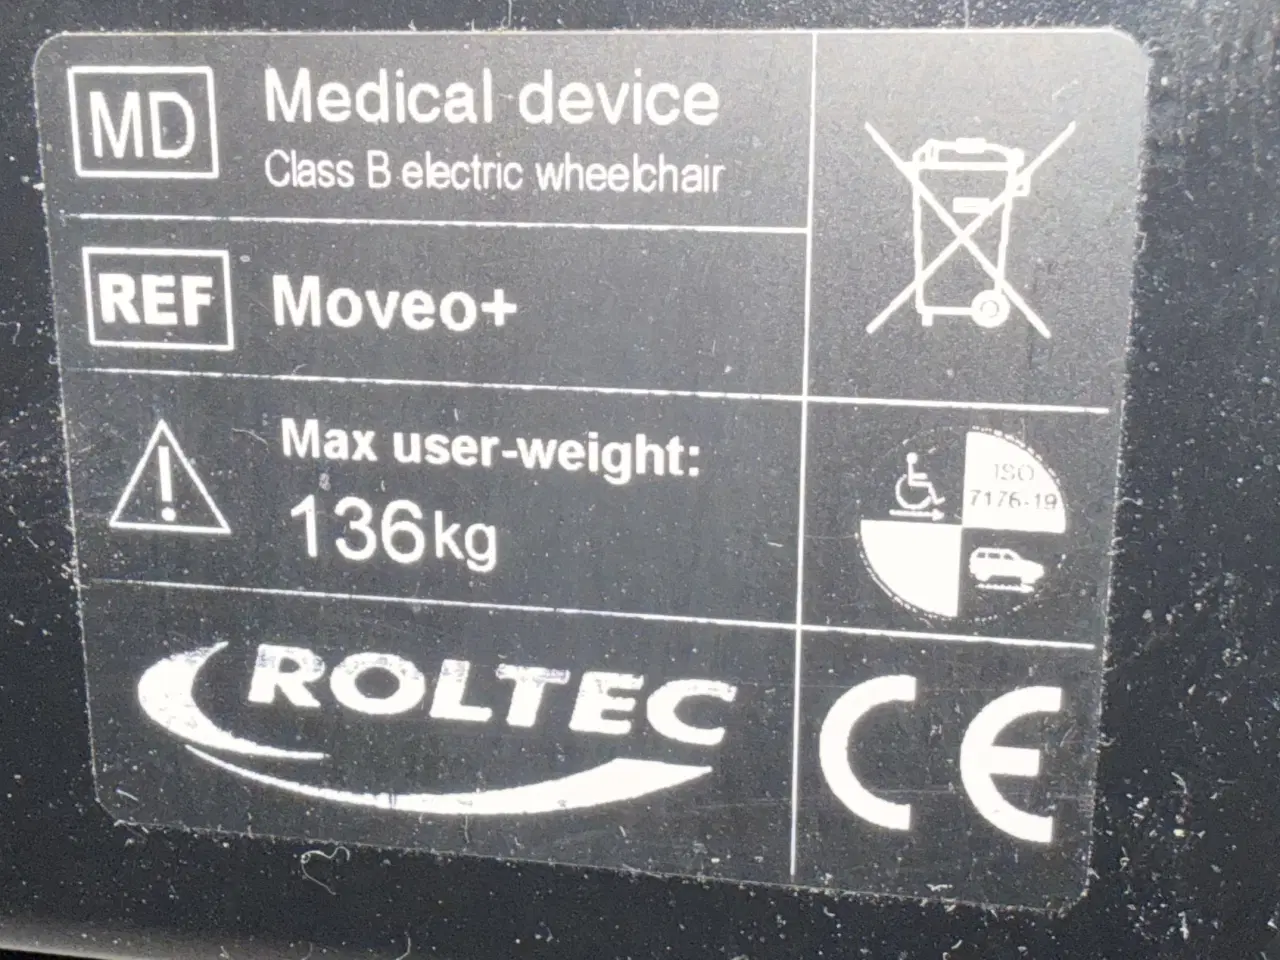 MD Medical device
Class B electric wheelchair
REF Moveo+
Max user-weight:
136kg
ISO
7176-19
ROLTEC
CE